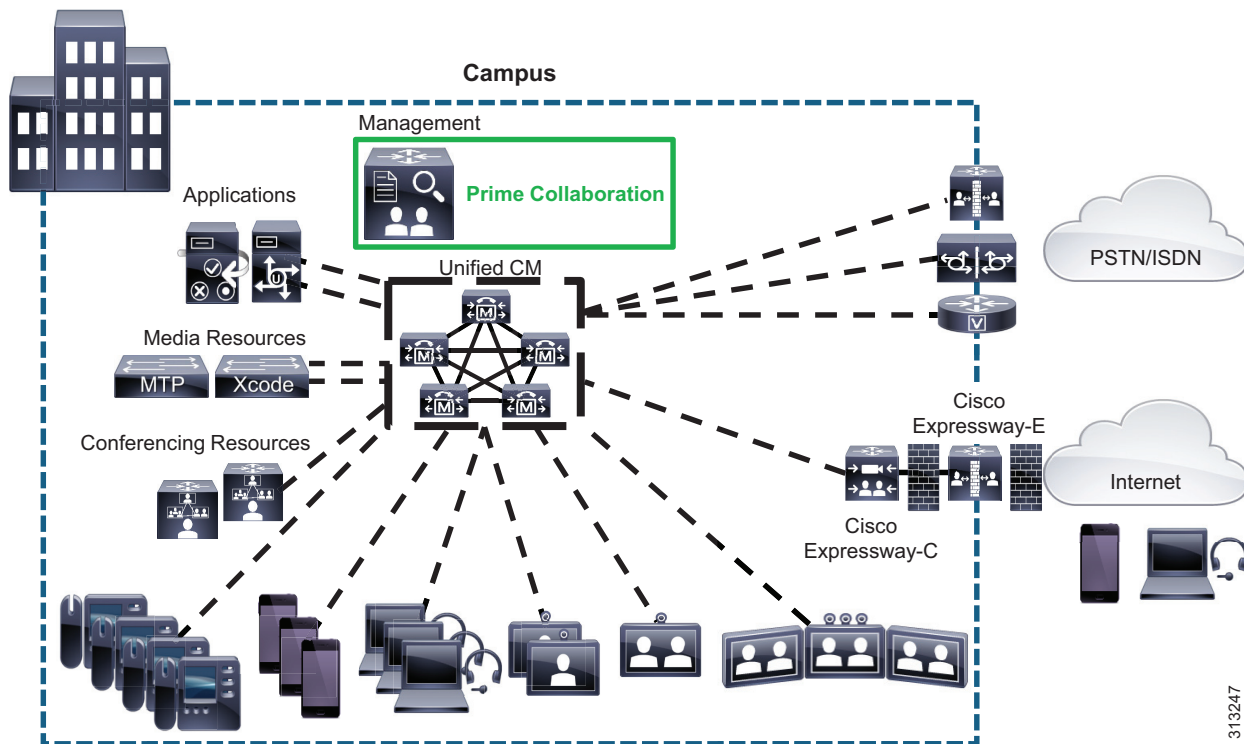 Campus
Management
Prime Collaboration
Applications
Unified CM
M
M
M
M
M
PSTN/ISDN
V
Media Resources
MTP
Xcode
Cisco
Expressway-E
Conferencing Resources
Internet
Cisco
Expressway-C
313247